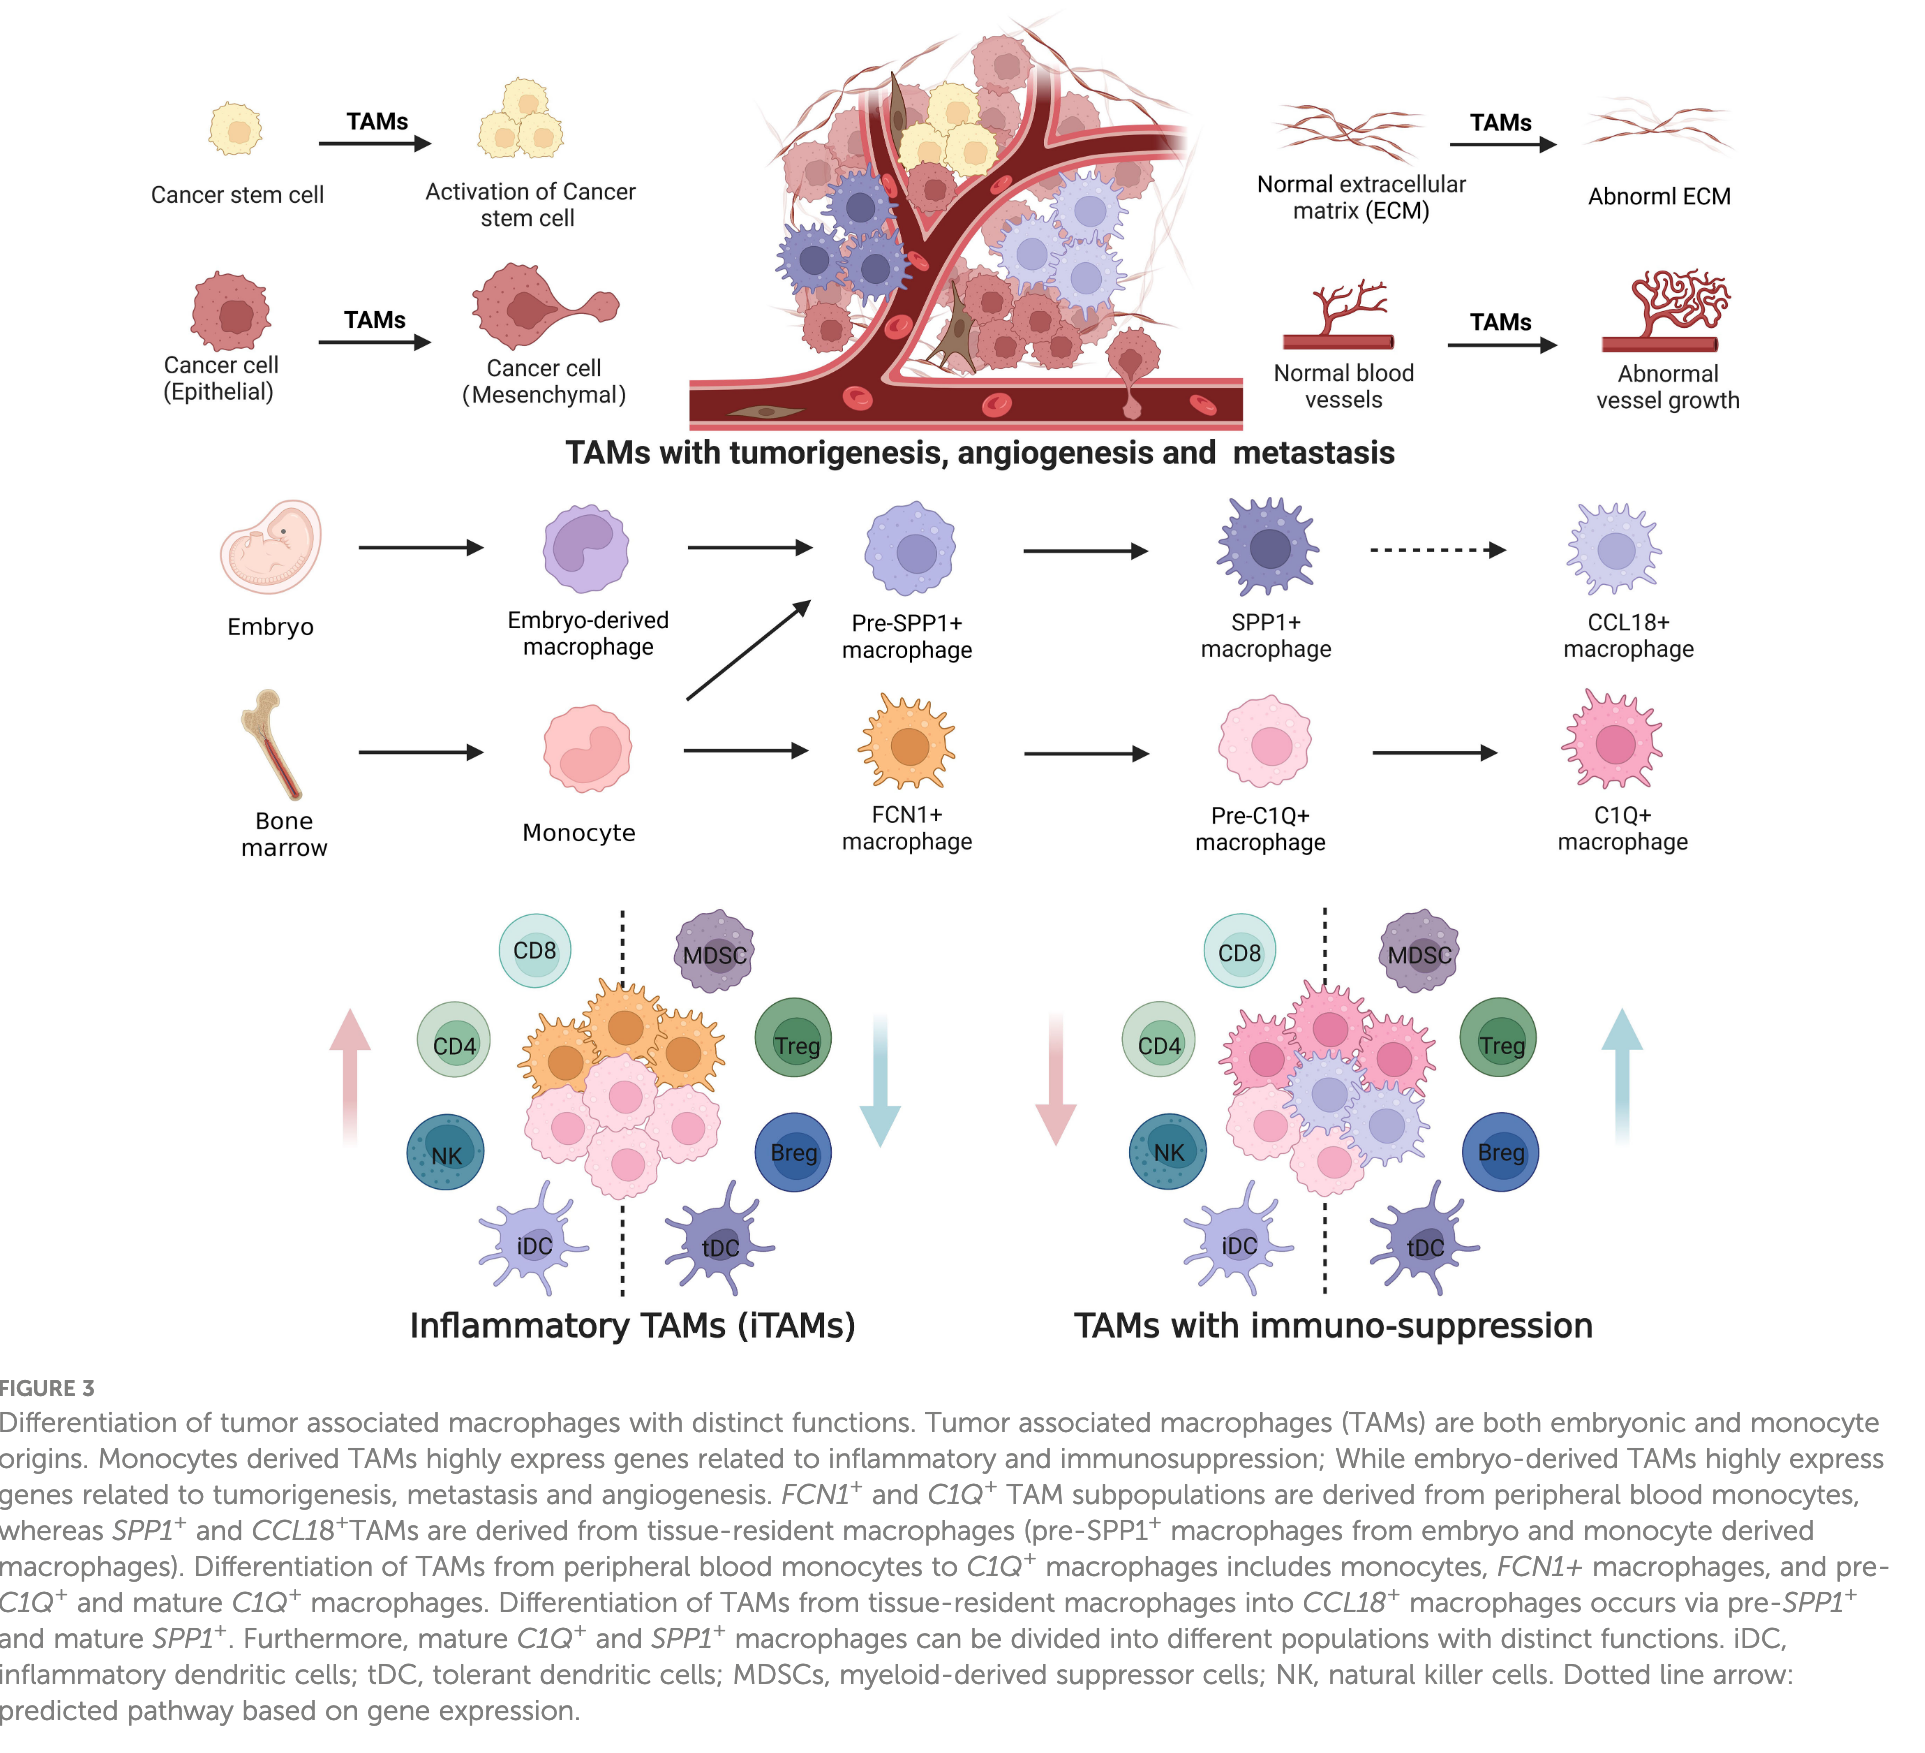 TAMs
Cancer stem cell
Activation of Cancer
stem cell
TAMs
Cancer cell
(Epithelial)
Cancer cell
(Mesenchymal)
TAMs
Normal extracellular
matrix (ECM)
Abnorml ECM
TAMs
Normal blood
vessels
Abnormal
vessel growth
TAMs with tumorigenesis, angiogenesis and metastasis
Embryo
Embryo-derived
macrophage
Pre-SPP1+
macrophage
SPP1+
macrophage
CCL18+
macrophage
Bone
marrow
Monocyte
FCN1+
macrophage
Pre-C1Q+
macrophage
C1Q+
macrophage
CD8
MDSC
CD4
Treg
NK
Breg
iDC
tDC
Inflammatory TAMs (iTAMs)
CD8
MDSC
CD4
Treg
NK
Breg
iDC
tDC
TAMs with immuno-suppression
FIGURE 3
Differentiation of tumor associated macrophages with distinct functions. Tumor associated macrophages (TAMs) are both embryonic and monocyte
origins. Monocytes derived TAMs highly express genes related to inflammatory and immunosuppression; While embryo-derived TAMs highly express
genes related to tumorigenesis, metastasis and angiogenesis. FCN1+ and C1Q+ TAM subpopulations are derived from peripheral blood monocytes,
whereas SPP1+ and CCL18+TAMs are derived from tissue-resident macrophages (pre-SPP1+ macrophages from embryo and monocyte derived
macrophages). Differentiation of TAMs from peripheral blood monocytes to C1Q+ macrophages includes monocytes, FCN1+ macrophages, and pre-
C1Q+ and mature C1Q+ macrophages. Differentiation of TAMs from tissue-resident macrophages into CCL18+ macrophages occurs via pre-SPP1+
and mature SPP1+. Furthermore, mature C1Q+ and SPP1+ macrophages can be divided into different populations with distinct functions. iDC,
inflammatory dendritic cells; tDC, tolerant dendritic cells; MDSCs, myeloid-derived suppressor cells; NK, natural killer cells. Dotted line arrow:
predicted pathway based on gene expression.